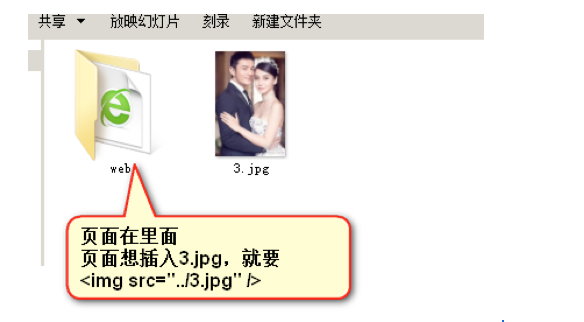 共享 放映幻灯片 刻录 新建文件夹
web
3.jpg
页面在里面
页面想插入3.jpg，就要
<img src="../3.jpg" />